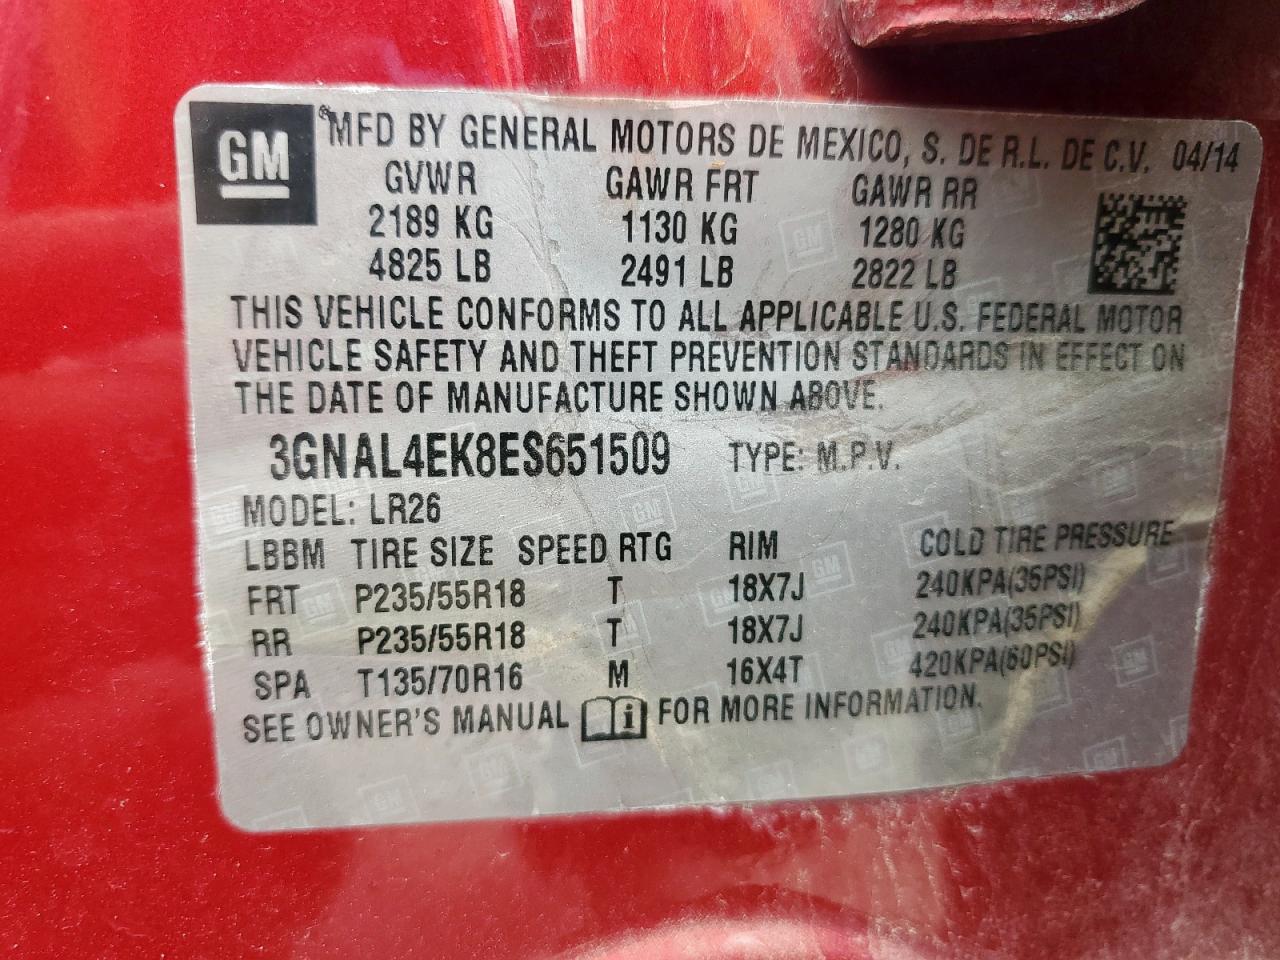 GM
MFD BY GENERAL MOTORS DE MEXICO, S. DE R.L. DE C.V. 04/14
GVWR GAWR FRT GAWR RR
2189 KG 1130 KG 1280 KG
4825 LB 2491 LB 2822 LB
THIS VEHICLE CONFORMS TO ALL APPLICABLE U.S. FEDERAL MOTOR
VEHICLE SAFETY AND THEFT PREVENTION STANDARDS IN EFFECT ON
THE DATE OF MANUFACTURE SHOWN ABOVE.
3GNAL4EK8ES651509 TYPE: M.P.V.
MODEL: LR26
LBBM TIRE SIZE SPEED RTG RIM COLD TIRE PRESSURE
FRT P235/55R18 T 18X7J 240KPA(35PSI)
RR P235/55R18 T 18X7J 240KPA(35PSI)
SPA T135/70R16 M 16X4T 420KPA(60PSI)
SEE OWNER'S MANUAL i FOR MORE INFORMATION.